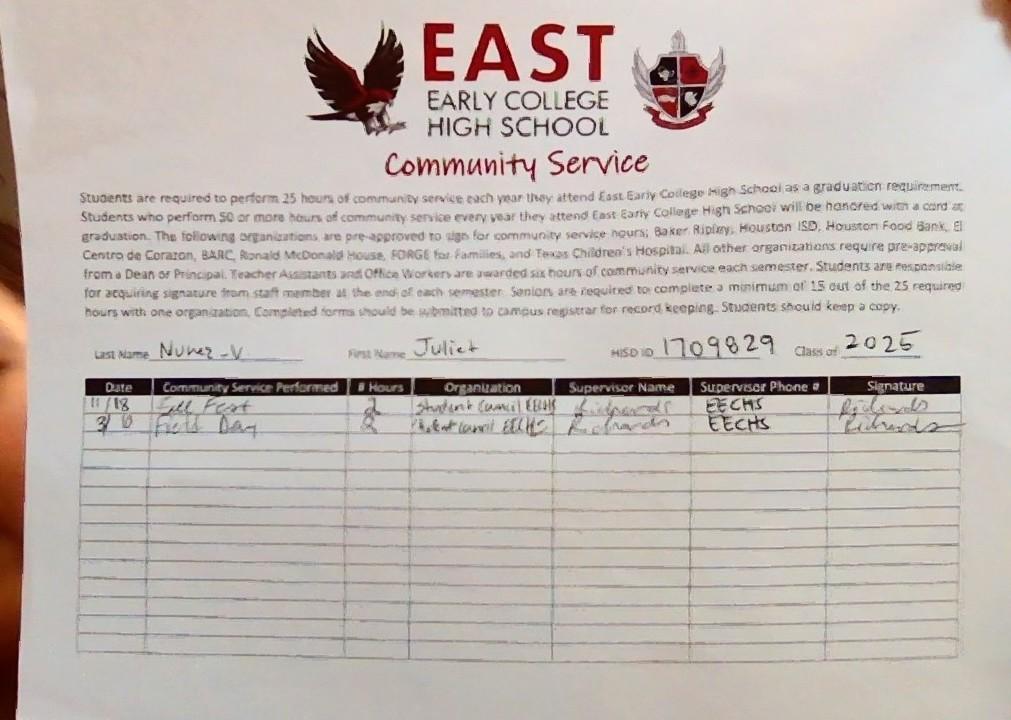 EAST
EARLY COLLEGE
HIGH SCHOOL
Community Service
Students are required to perform 25 hours of community service each year they attend East Early College High School as a graduation requirement.
Students who perform 50 or more hours of community service every year they attend East Early College High School will be honored with a cord at
graduation. The following organizations are pre-approved to sign for community service hours; Baker Ripley, Houston ISD, Houston Food Bank, El
Centro de Corazon, BARC, Ronald McDonald House, FORGE for Families, and Texas Children's Hospital. All other organizations require pre-approval
from a Dean or Principal. Teacher Assistants and Office Workers are awarded six hours of community service each semester. Students are responsible
for acquiring signature from staff member at the end of each semester. Seniors are required to complete a minimum of 15 out of the 25 required
hours with one organization. Completed forms should be submitted to campus registrar for record keeping. Students should keep a copy.
Last Name Nunez-V First Name Juliet HISD ID 1709829 Class of 2025
Date Community Service Performed # Hours Organization Supervisor Name Supervisor Phone # Signature
11/18 Fall Fest 2 Student Council EECHS Richards EECHS Richards
3/6 Field Day 2 Student Council EECHS Richards EECHS Richards